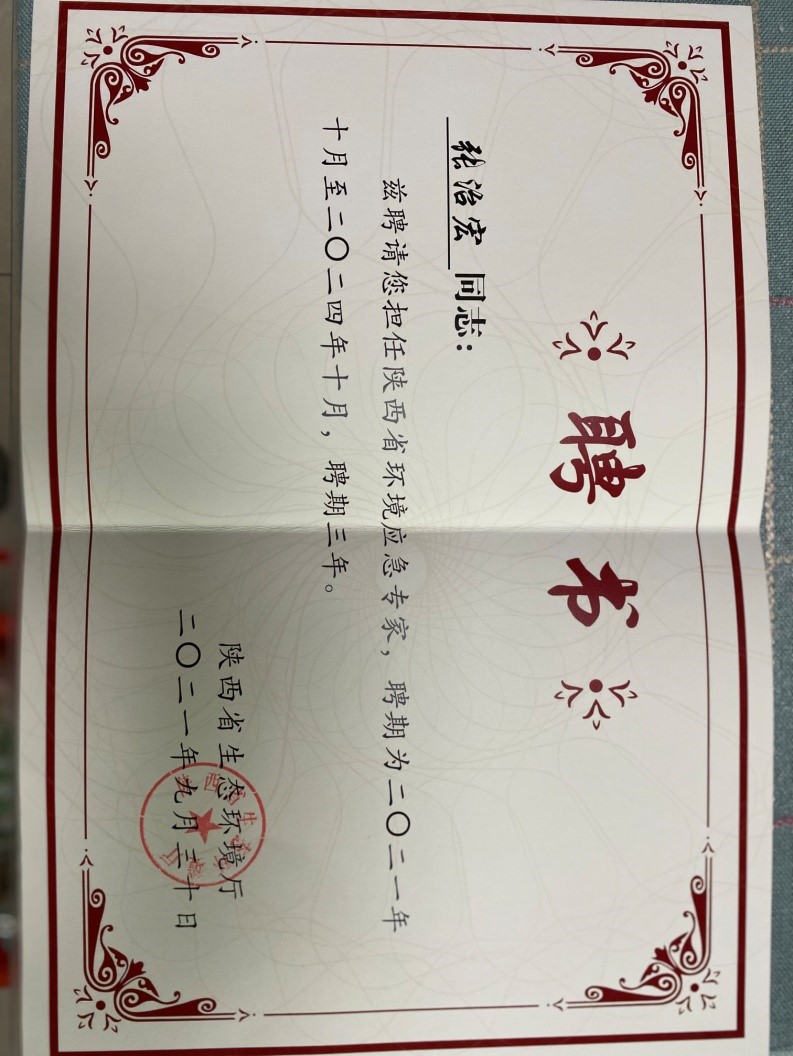 聘书
张治宏 同志：
兹聘请您担任陕西省环境应急专家，聘期为二〇二一年
十月至二〇二四年十月，聘期三年。
陕西省生态环境厅
二〇二一年九月三十日